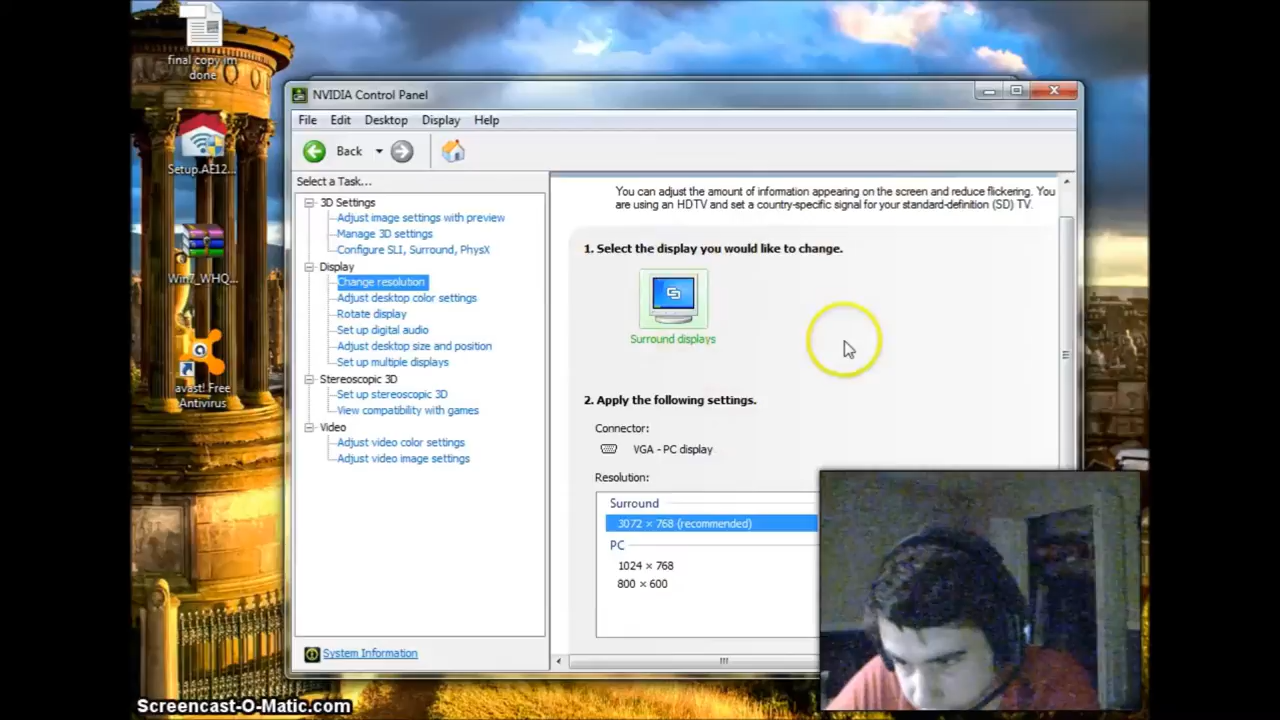 final copy im
done
Setup.AE12...
Win7_WHQ...
avast! Free
Antivirus
NVIDIA Control Panel
File Edit Desktop Display Help
Back
Select a Task...
3D Settings
Adjust image settings with preview
Manage 3D settings
Configure SLI, Surround, PhysX
Display
Change resolution
Adjust desktop color settings
Rotate display
Set up digital audio
Adjust desktop size and position
Set up multiple displays
Stereoscopic 3D
Set up stereoscopic 3D
View compatibility with games
Video
Adjust video color settings
Adjust video image settings
System Information
You can adjust the amount of information appearing on the screen and reduce flickering. You
are using an HDTV and set a country-specific signal for your standard-definition (SD) TV.
1. Select the display you would like to change.
Surround displays
2. Apply the following settings.
Connector:
VGA - PC display
Resolution:
Surround
3072 × 768 (recommended)
PC
1024 × 768
800 × 600
Screencast-O-Matic.com